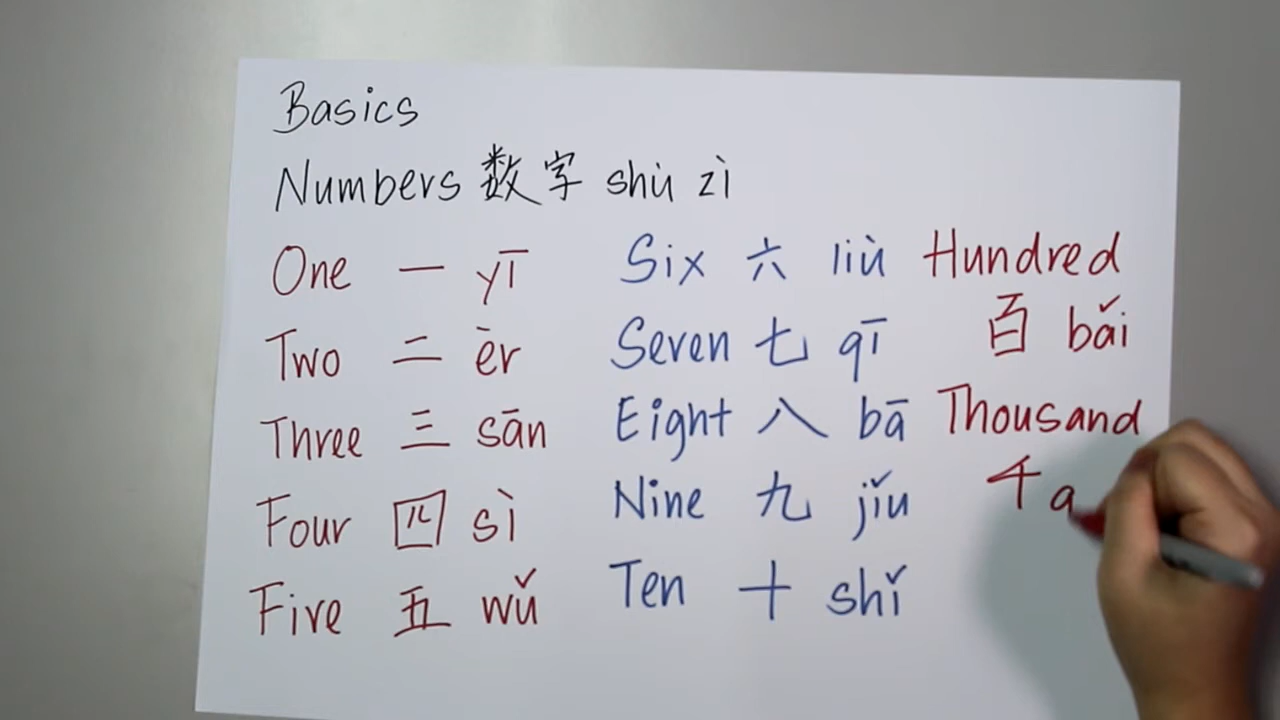 Basics
Numbers 数字 shù zì
One 一 yī
Two 二 èr
Three 三 sān
Four 四 sì
Five 五 wǔ
Six 六 liù
Seven 七 qī
Eight 八 bā
Nine 九 jǐu
Ten 十 shǐ
Hundred
百 bǎi
Thousand
千